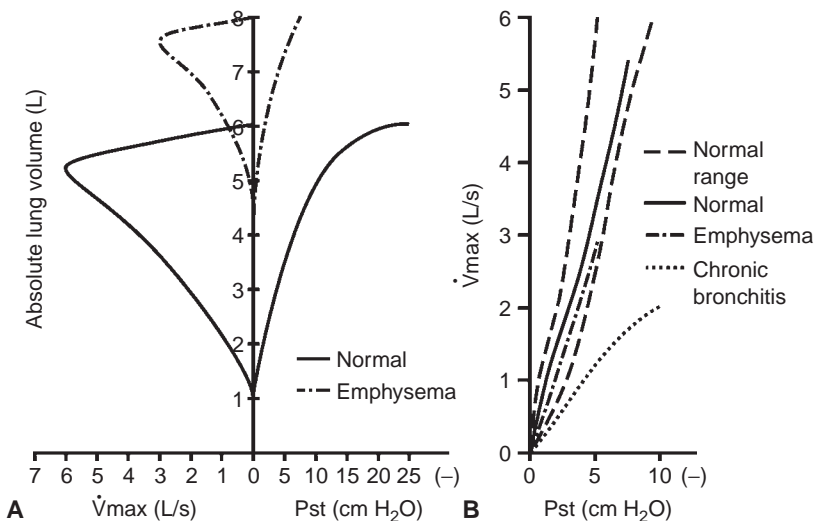 Absolute lung volume (L)
8
7
6
5
4
3
2
1
Normal
Emphysema
7 6 5 4 3 2 1 0 5 10 15 20 25 (–)
A V̇max (L/s) Pst (cm H₂O)
V̇max (L/s)
6
5
4
3
2
1
0
Normal
range
Normal
Emphysema
Chronic
bronchitis
0 5 10 (–)
B Pst (cm H₂O)